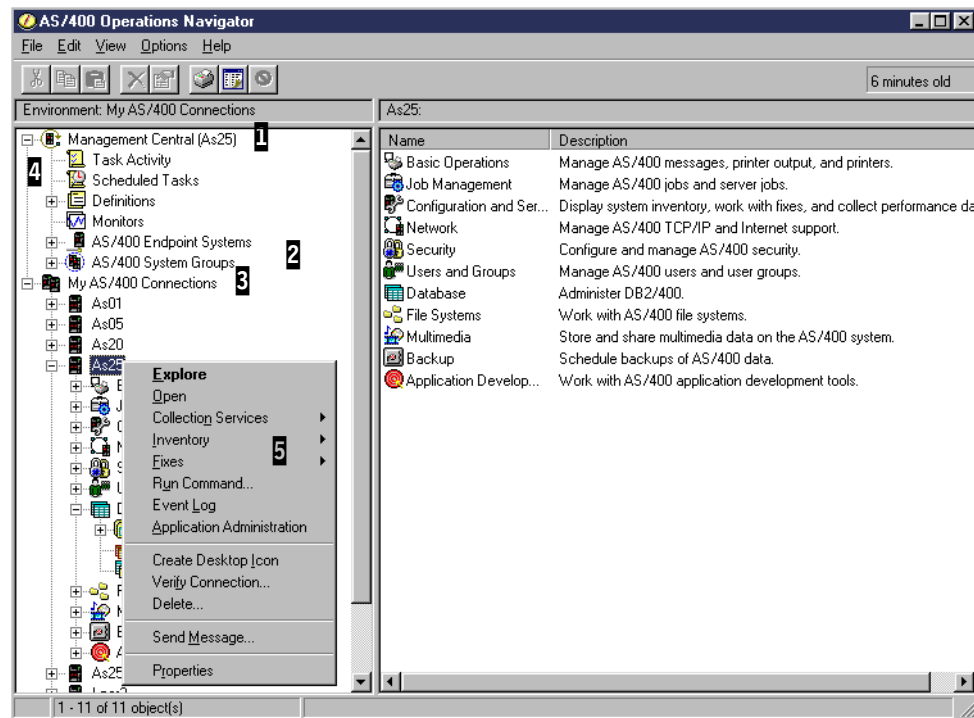 AS/400 Operations Navigator
File Edit View Options Help
6 minutes old
Environment: My AS/400 Connections
As25:
Management Central (As25) 1
4
Task Activity
Scheduled Tasks
Definitions
Monitors
AS/400 Endpoint Systems
AS/400 System Groups 2
My AS/400 Connections 3
As01
As05
As20
As25
Explore
Open
Collection Services
Inventory
5
Fixes
Run Command...
Event Log
Application Administration
Create Desktop Icon
Verify Connection...
Delete...
Send Message...
Properties
Name Description
Basic Operations Manage AS/400 messages, printer output, and printers.
Job Management Manage AS/400 jobs and server jobs.
Configuration and Ser... Display system inventory, work with fixes, and collect performance da
Network Manage AS/400 TCP/IP and Internet support.
Security Configure and manage AS/400 security.
Users and Groups Manage AS/400 users and user groups.
Database Administer DB2/400.
File Systems Work with AS/400 file systems.
Multimedia Store and share multimedia data on the AS/400 system.
Backup Schedule backups of AS/400 data.
Application Develop... Work with AS/400 application development tools.
1 - 11 of 11 object(s)